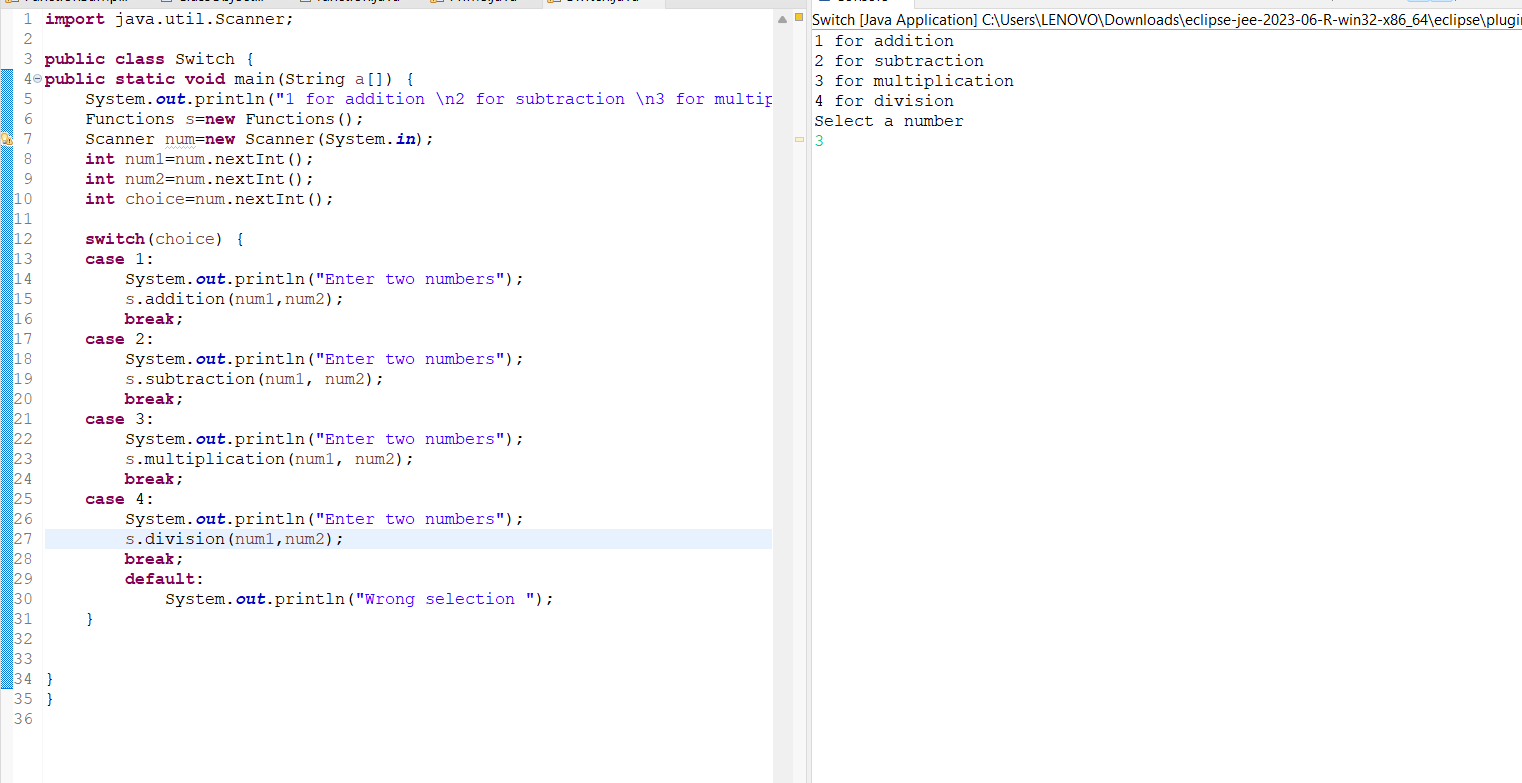 Switch [Java Application] C:\Users\LENOVO\Downloads\eclipse-jee-2023-06-R-win32-x86_64\eclipse\plugin
1 import java.util.Scanner;
2
3 public class Switch {
4 public static void main(String a[]) {
5 System.out.println("1 for addition \n2 for subtraction \n3 for multip
6 Functions s=new Functions();
7 Scanner num=new Scanner(System.in);
8 int num1=num.nextInt();
9 int num2=num.nextInt();
10 int choice=num.nextInt();
11
12 switch(choice) {
13 case 1:
14 System.out.println("Enter two numbers");
15 s.addition(num1,num2);
16 break;
17 case 2:
18 System.out.println("Enter two numbers");
19 s.subtraction(num1, num2);
20 break;
21 case 3:
22 System.out.println("Enter two numbers");
23 s.multiplication(num1, num2);
24 break;
25 case 4:
26 System.out.println("Enter two numbers");
27 s.division(num1,num2);
28 break;
29 default:
30 System.out.println("Wrong selection ");
31 }
32
33
34 }
35 }
36
1 for addition
2 for subtraction
3 for multiplication
4 for division
Select a number
3